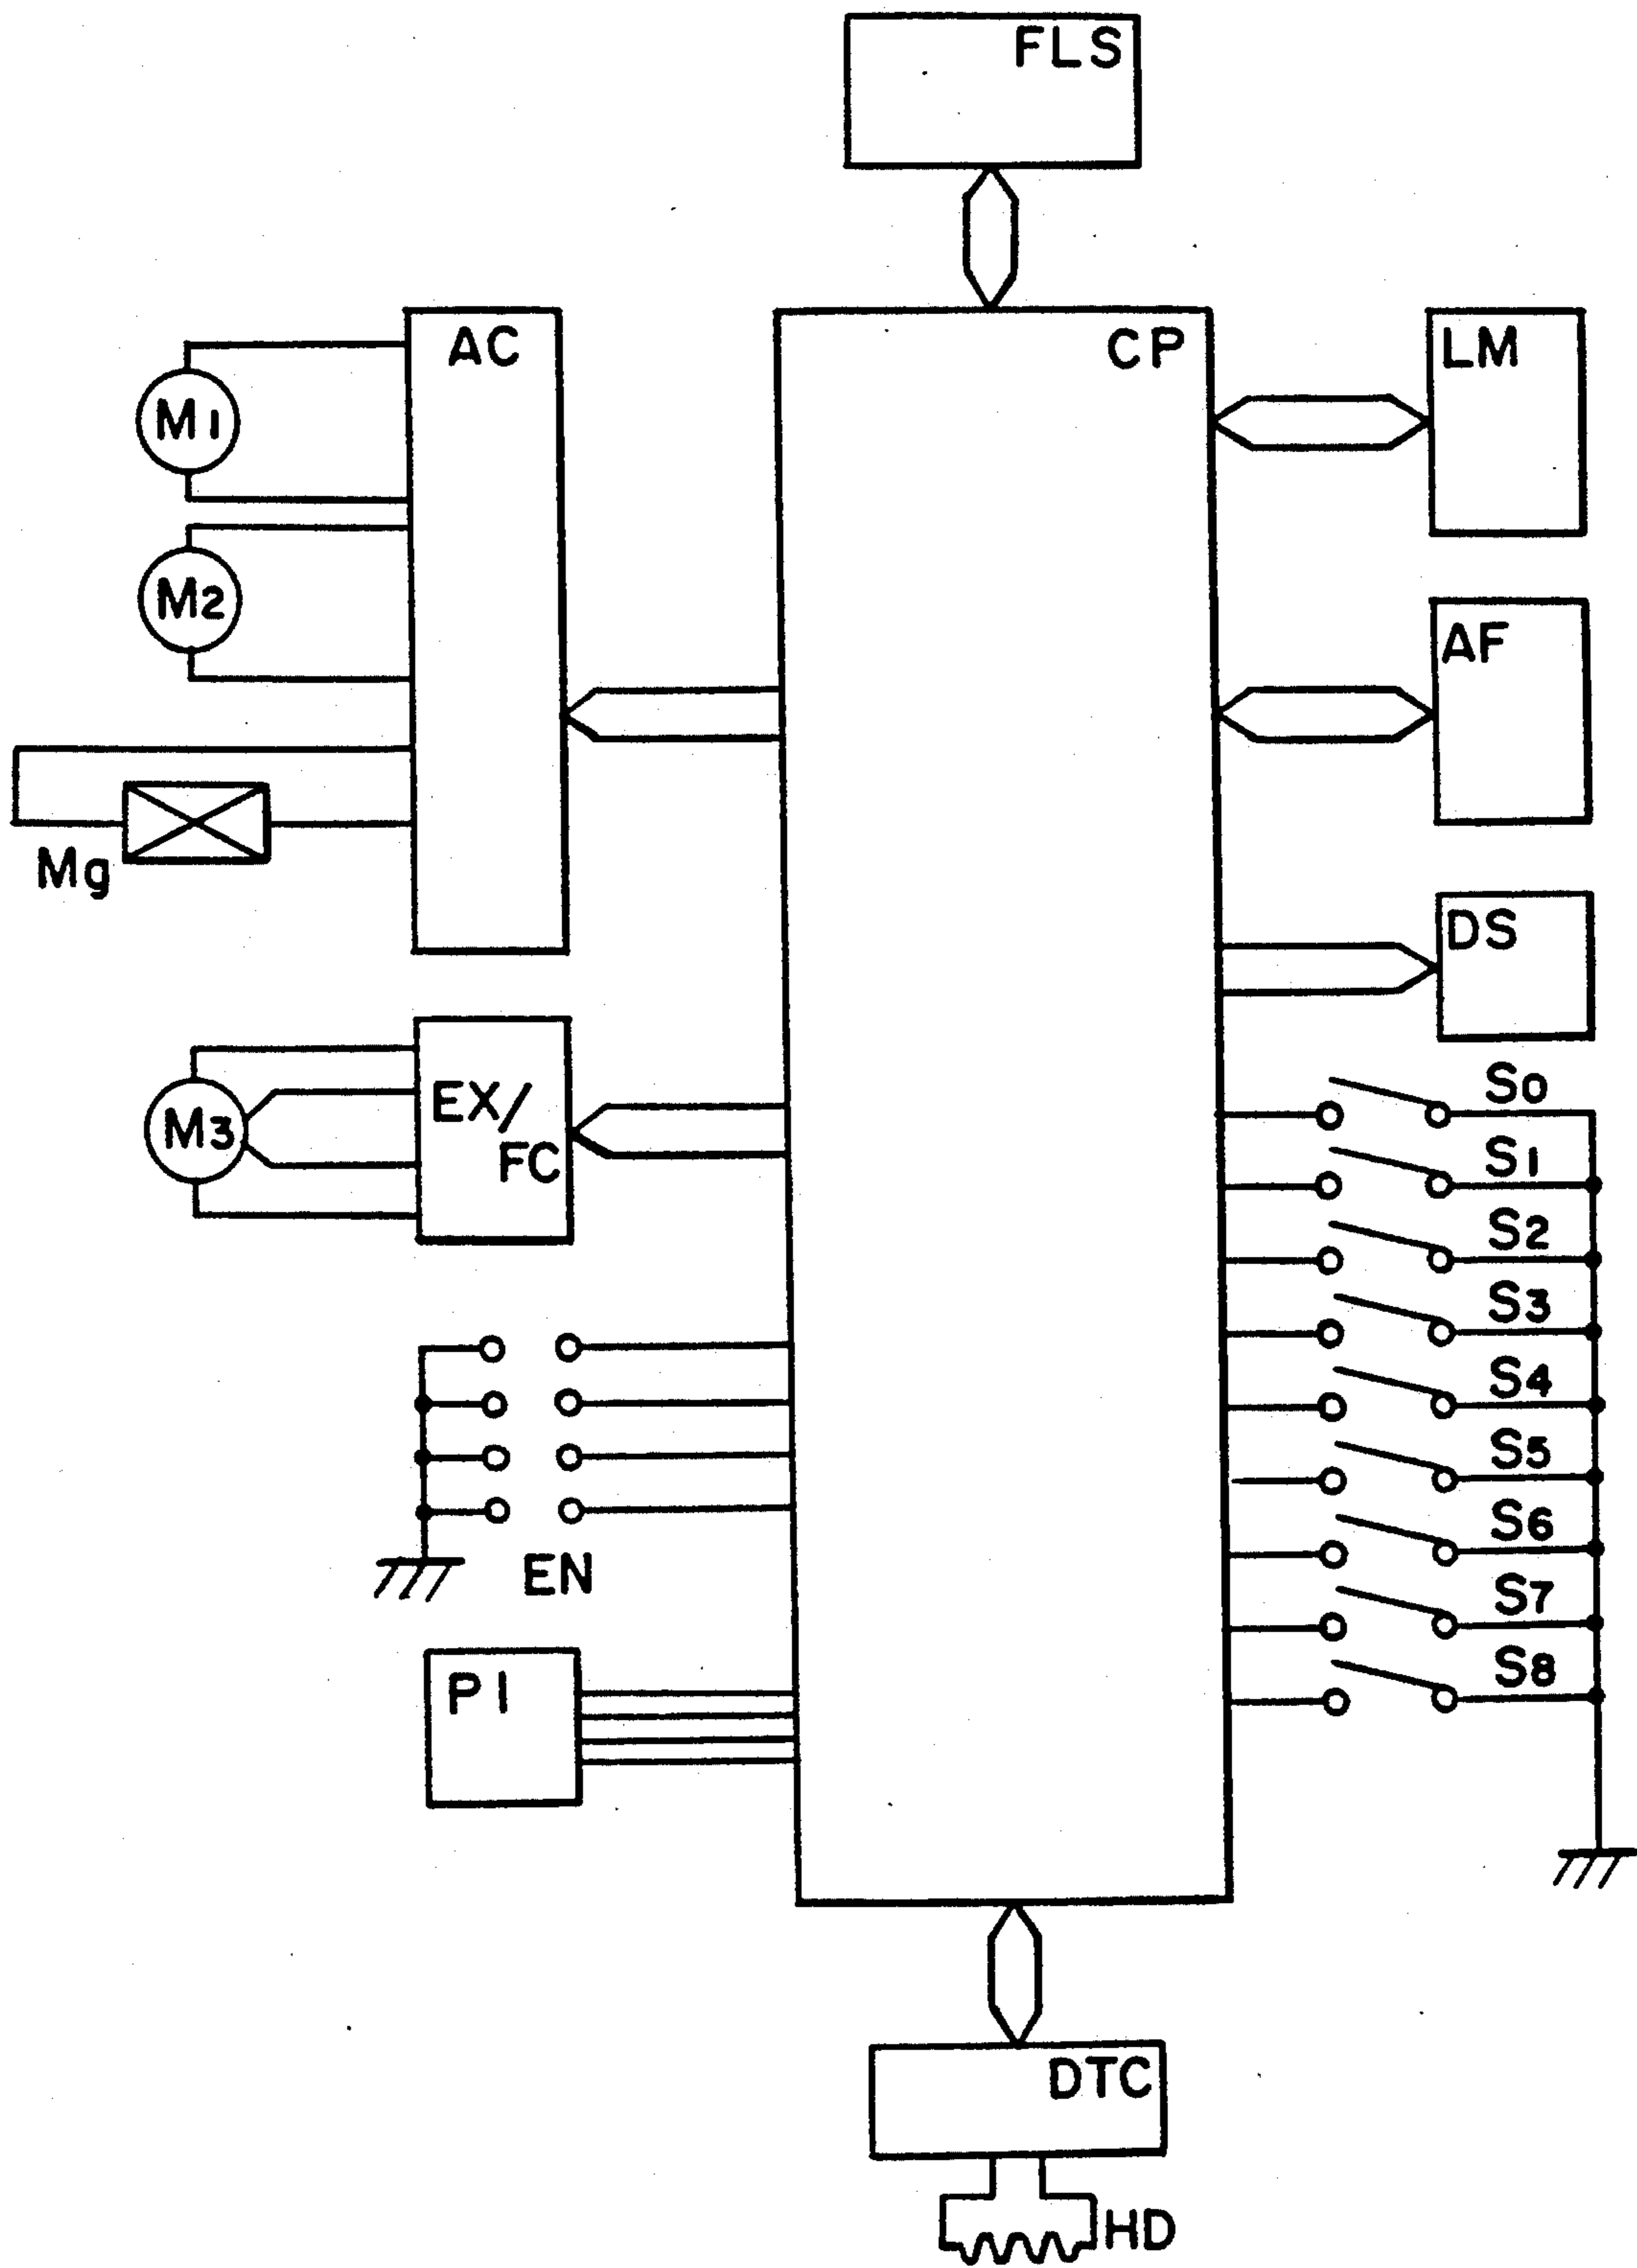 FLS
AC
CP
LM
M1
M2
AF
Mg
DS
EX/
FC
M3
S0
S1
S2
S3
S4
S5
S6
S7
S8
EN
PI
DTC
HD